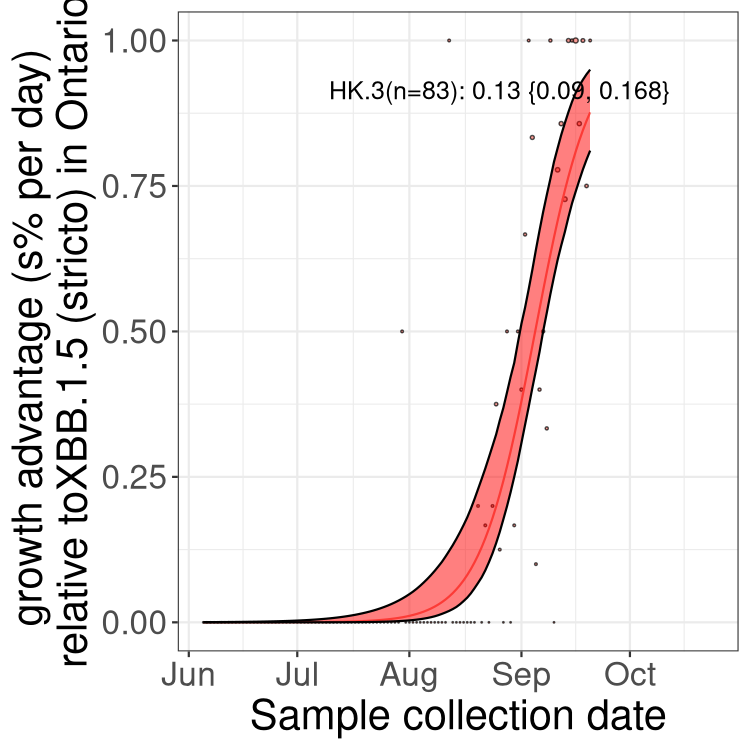 growth advantage (s% per day)
relative toXBB.1.5 (stricto) in Ontario
1.00
HK.3(n=83): 0.13 {0.09, 0.168}
0.75
0.50
0.25
0.00
Jun Jul Aug Sep Oct
Sample collection date